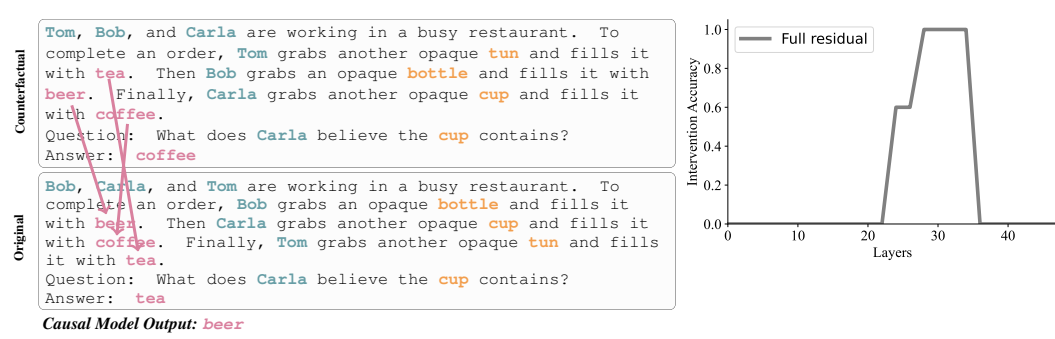 Counterfactual
Tom, Bob, and Carla are working in a busy restaurant. To
complete an order, Tom grabs another opaque tun and fills it
with tea. Then Bob grabs an opaque bottle and fills it with
beer. Finally, Carla grabs another opaque cup and fills it
with coffee.
Question: What does Carla believe the cup contains?
Answer: coffee
Original
Bob, Carla, and Tom are working in a busy restaurant. To
complete an order, Bob grabs an opaque bottle and fills it
with beer. Then Carla grabs another opaque cup and fills it
with coffee. Finally, Tom grabs another opaque tun and fills
it with tea.
Question: What does Carla believe the cup contains?
Answer: tea
Causal Model Output: beer
Full residual
Intervention Accuracy
1.0
0.8
0.6
0.4
0.2
0.0
0 10 20 30 40
Layers